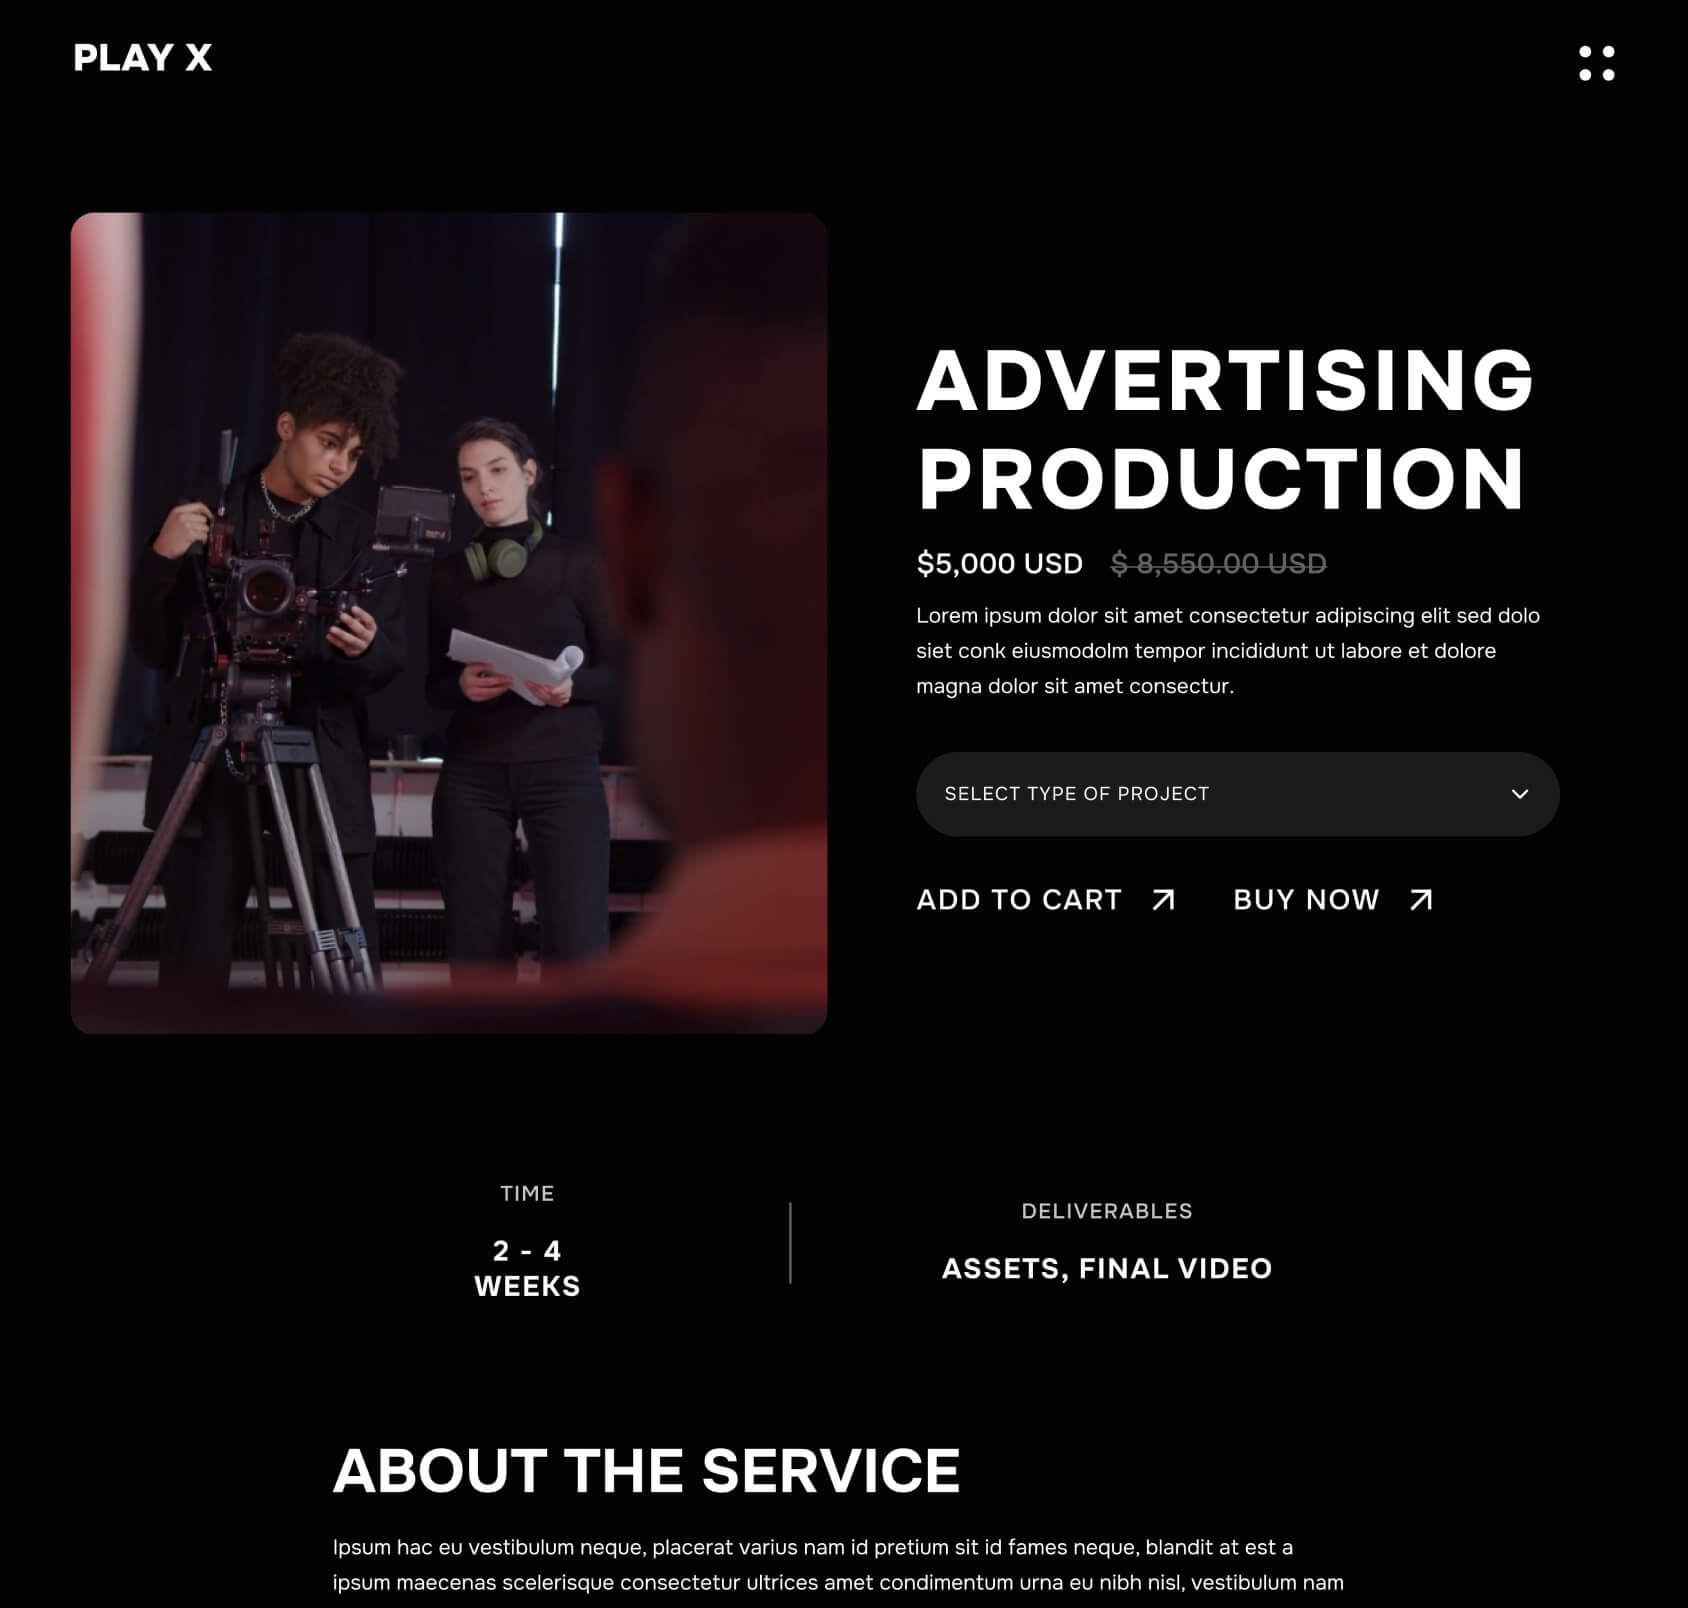 PLAY X
ADVERTISING
PRODUCTION
$5,000 USD $ 8,550.00 USD
Lorem ipsum dolor sit amet consectetur adipiscing elit sed dolo
siet conk eiusmodolm tempor incididunt ut labore et dolore
magna dolor sit amet consectur.
SELECT TYPE OF PROJECT
ADD TO CART BUY NOW
TIME
2 - 4
WEEKS
DELIVERABLES
ASSETS, FINAL VIDEO
ABOUT THE SERVICE
Ipsum hac eu vestibulum neque, placerat varius nam id pretium sit id fames neque, blandit at est a
ipsum maecenas scelerisque consectetur ultrices amet condimentum urna eu nibh nisl, vestibulum nam